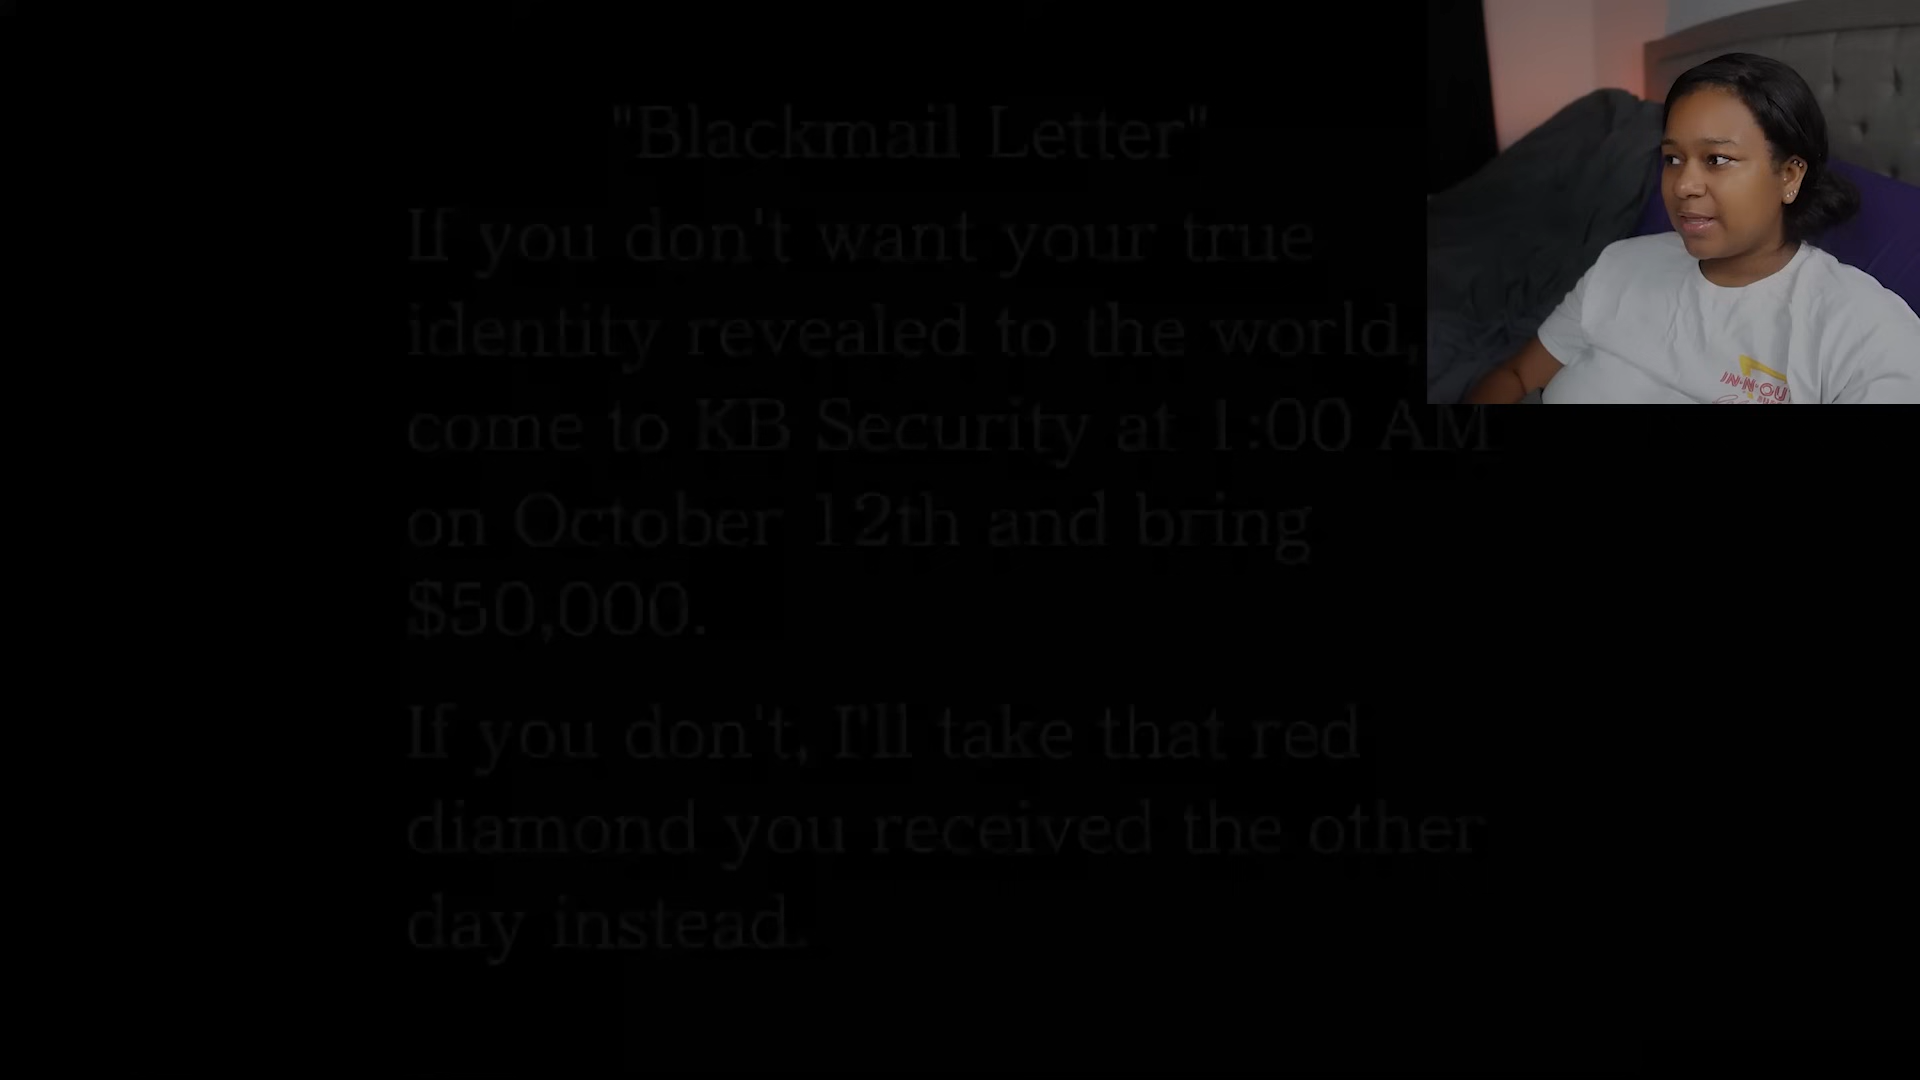 "Blackmail Letter"
If you don't want your true
identity revealed to the world,
come to KB Security at 1:00 AM
on October 12th and bring
$50,000.
If you don't, I'll take that red
diamond you received the other
day instead.
IN-N-OU